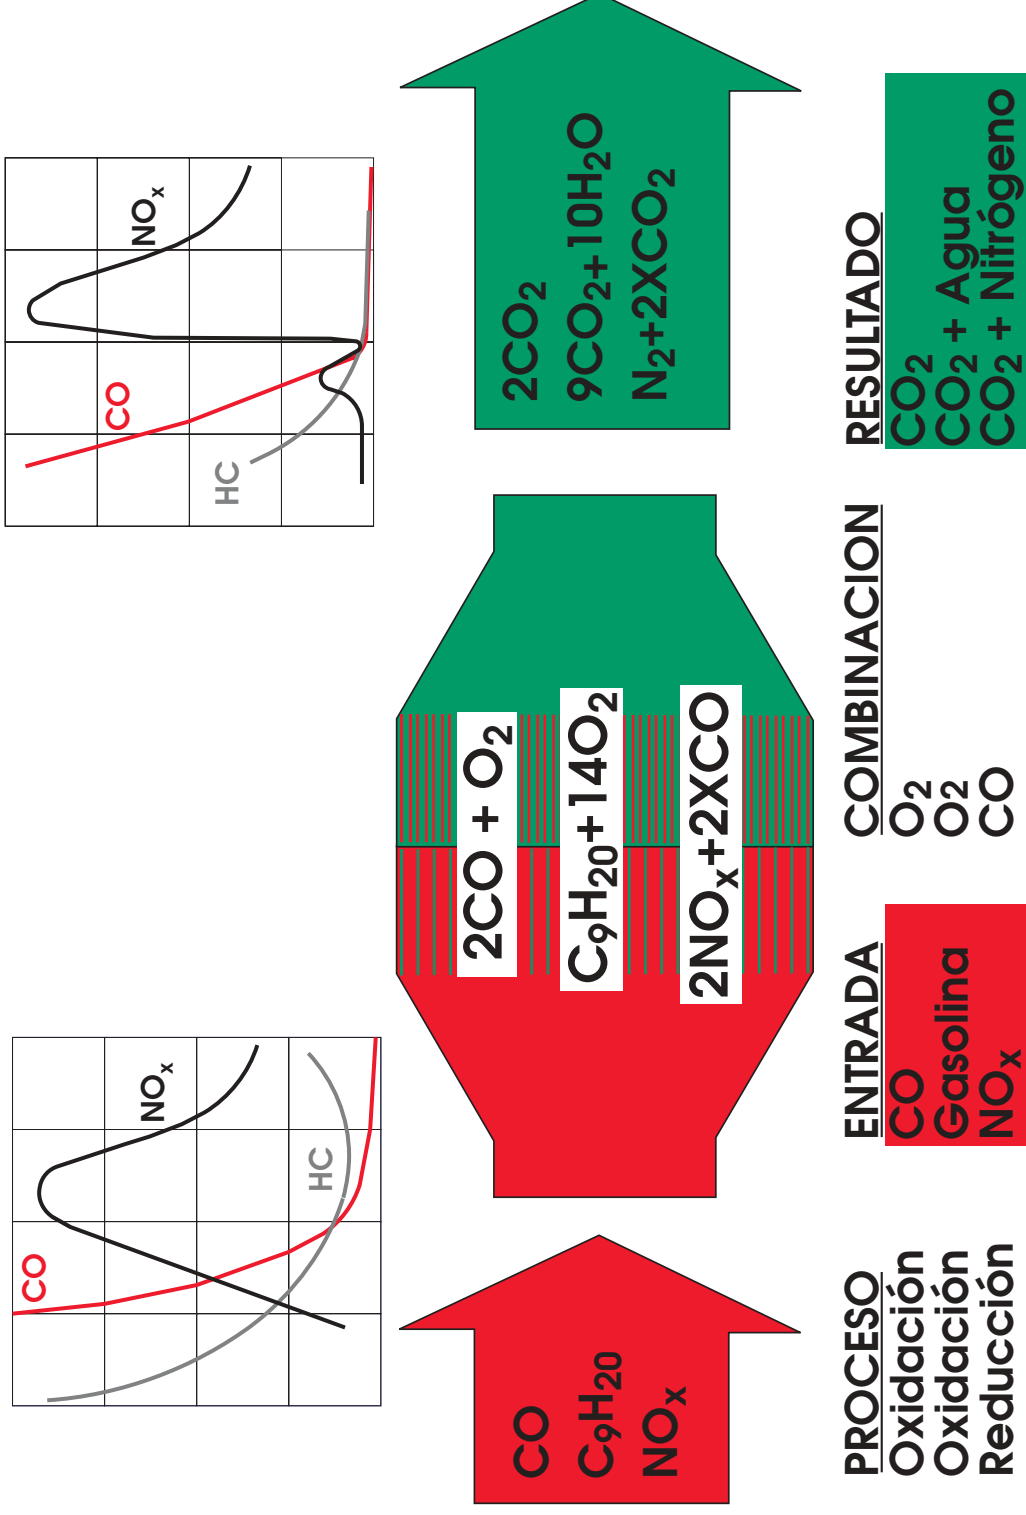 CO
NOₓ
HC
CO
NOₓ
HC
CO
C₉H₂₀
NOₓ
2CO + O₂
C₉H₂₀+14O₂
2NOₓ+2XCO
2CO₂
9CO₂+10H₂O
N₂+2XCO₂
PROCESO ENTRADA COMBINACION RESULTADO
Oxidación CO O₂ CO₂
Oxidación Gasolina O₂ CO₂ + Agua
Reducción NOₓ CO CO₂ + Nitrógeno